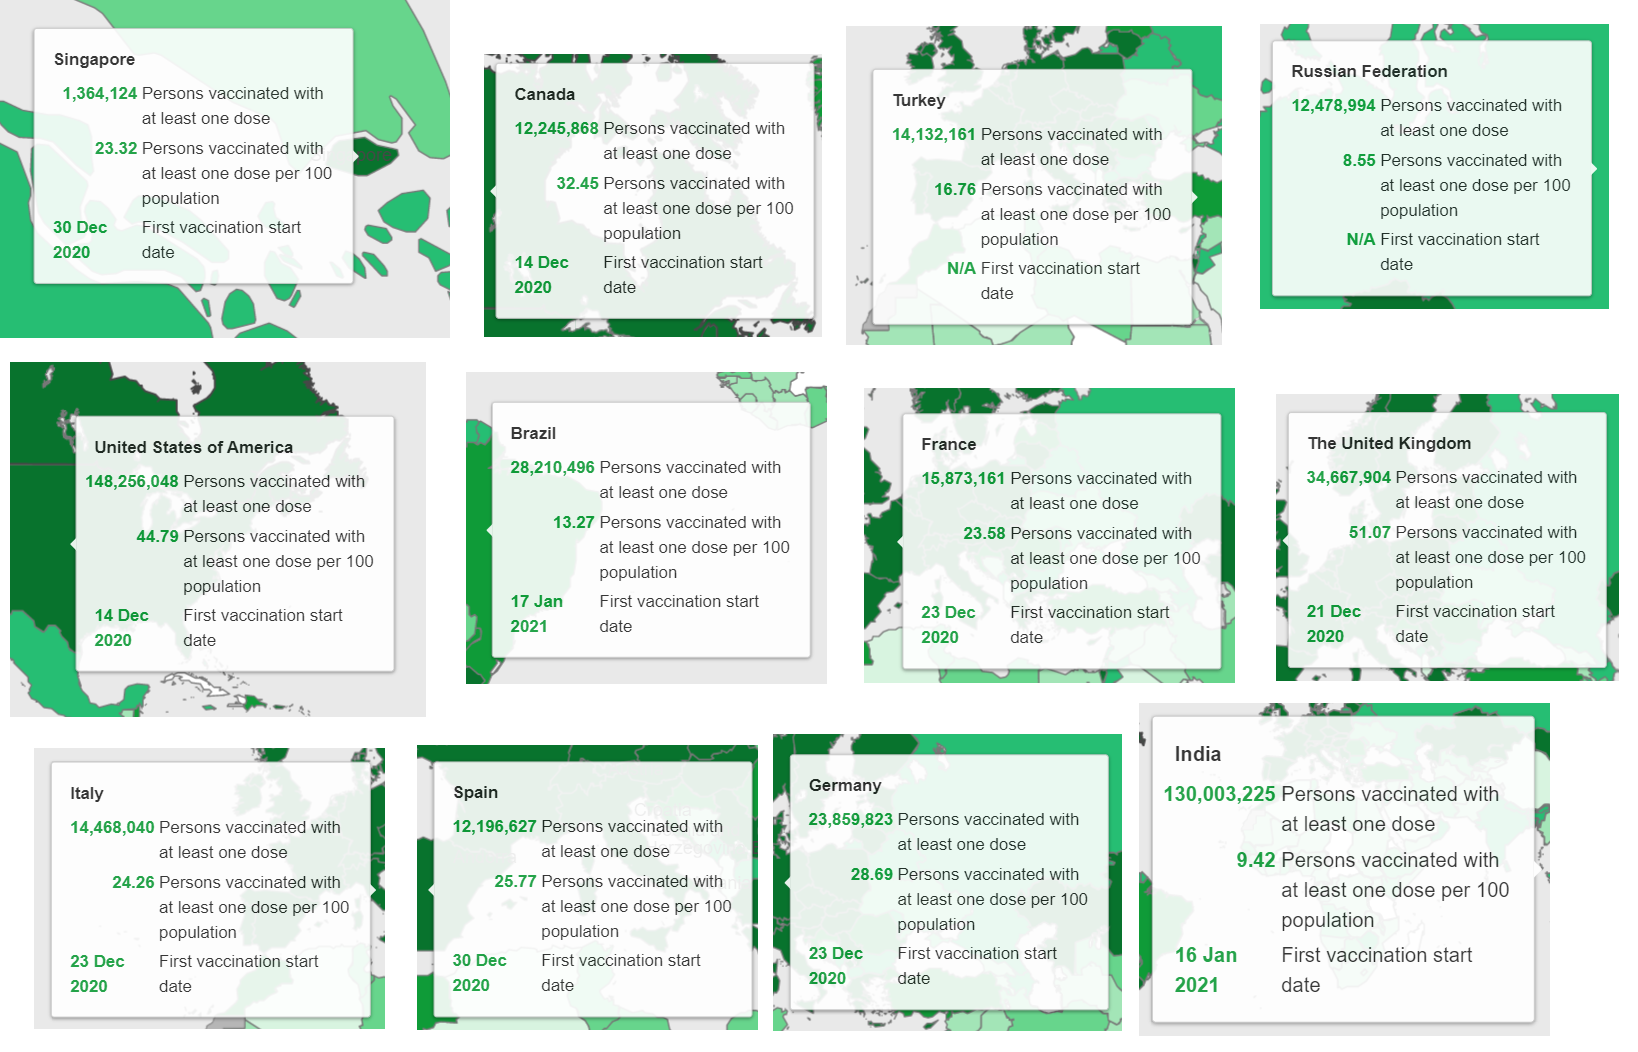 Singapore
1,364,124 Persons vaccinated with
at least one dose
23.32 Persons vaccinated with
at least one dose per 100
population
30 Dec First vaccination start
2020 date
Canada
12,245,868 Persons vaccinated with
at least one dose
32.45 Persons vaccinated with
at least one dose per 100
population
14 Dec First vaccination start
2020 date
Turkey
14,132,161 Persons vaccinated with
at least one dose
16.76 Persons vaccinated with
at least one dose per 100
population
N/A First vaccination start
date
Russian Federation
12,478,994 Persons vaccinated with
at least one dose
8.55 Persons vaccinated with
at least one dose per 100
population
N/A First vaccination start
date
United States of America
148,256,048 Persons vaccinated with
at least one dose
44.79 Persons vaccinated with
at least one dose per 100
population
14 Dec First vaccination start
2020 date
Brazil
28,210,496 Persons vaccinated with
at least one dose
13.27 Persons vaccinated with
at least one dose per 100
population
17 Jan First vaccination start
2021 date
France
15,873,161 Persons vaccinated with
at least one dose
23.58 Persons vaccinated with
at least one dose per 100
population
23 Dec First vaccination start
2020 date
The United Kingdom
34,667,904 Persons vaccinated with
at least one dose
51.07 Persons vaccinated with
at least one dose per 100
population
21 Dec First vaccination start
2020 date
Italy
14,468,040 Persons vaccinated with
at least one dose
24.26 Persons vaccinated with
at least one dose per 100
population
23 Dec First vaccination start
2020 date
Spain
12,196,627 Persons vaccinated with
at least one dose
25.77 Persons vaccinated with
at least one dose per 100
population
30 Dec First vaccination start
2020 date
Germany
23,859,823 Persons vaccinated with
at least one dose
28.69 Persons vaccinated with
at least one dose per 100
population
23 Dec First vaccination start
2020 date
India
130,003,225 Persons vaccinated with
at least one dose
9.42 Persons vaccinated with
at least one dose per 100
population
16 Jan First vaccination start
2021 date